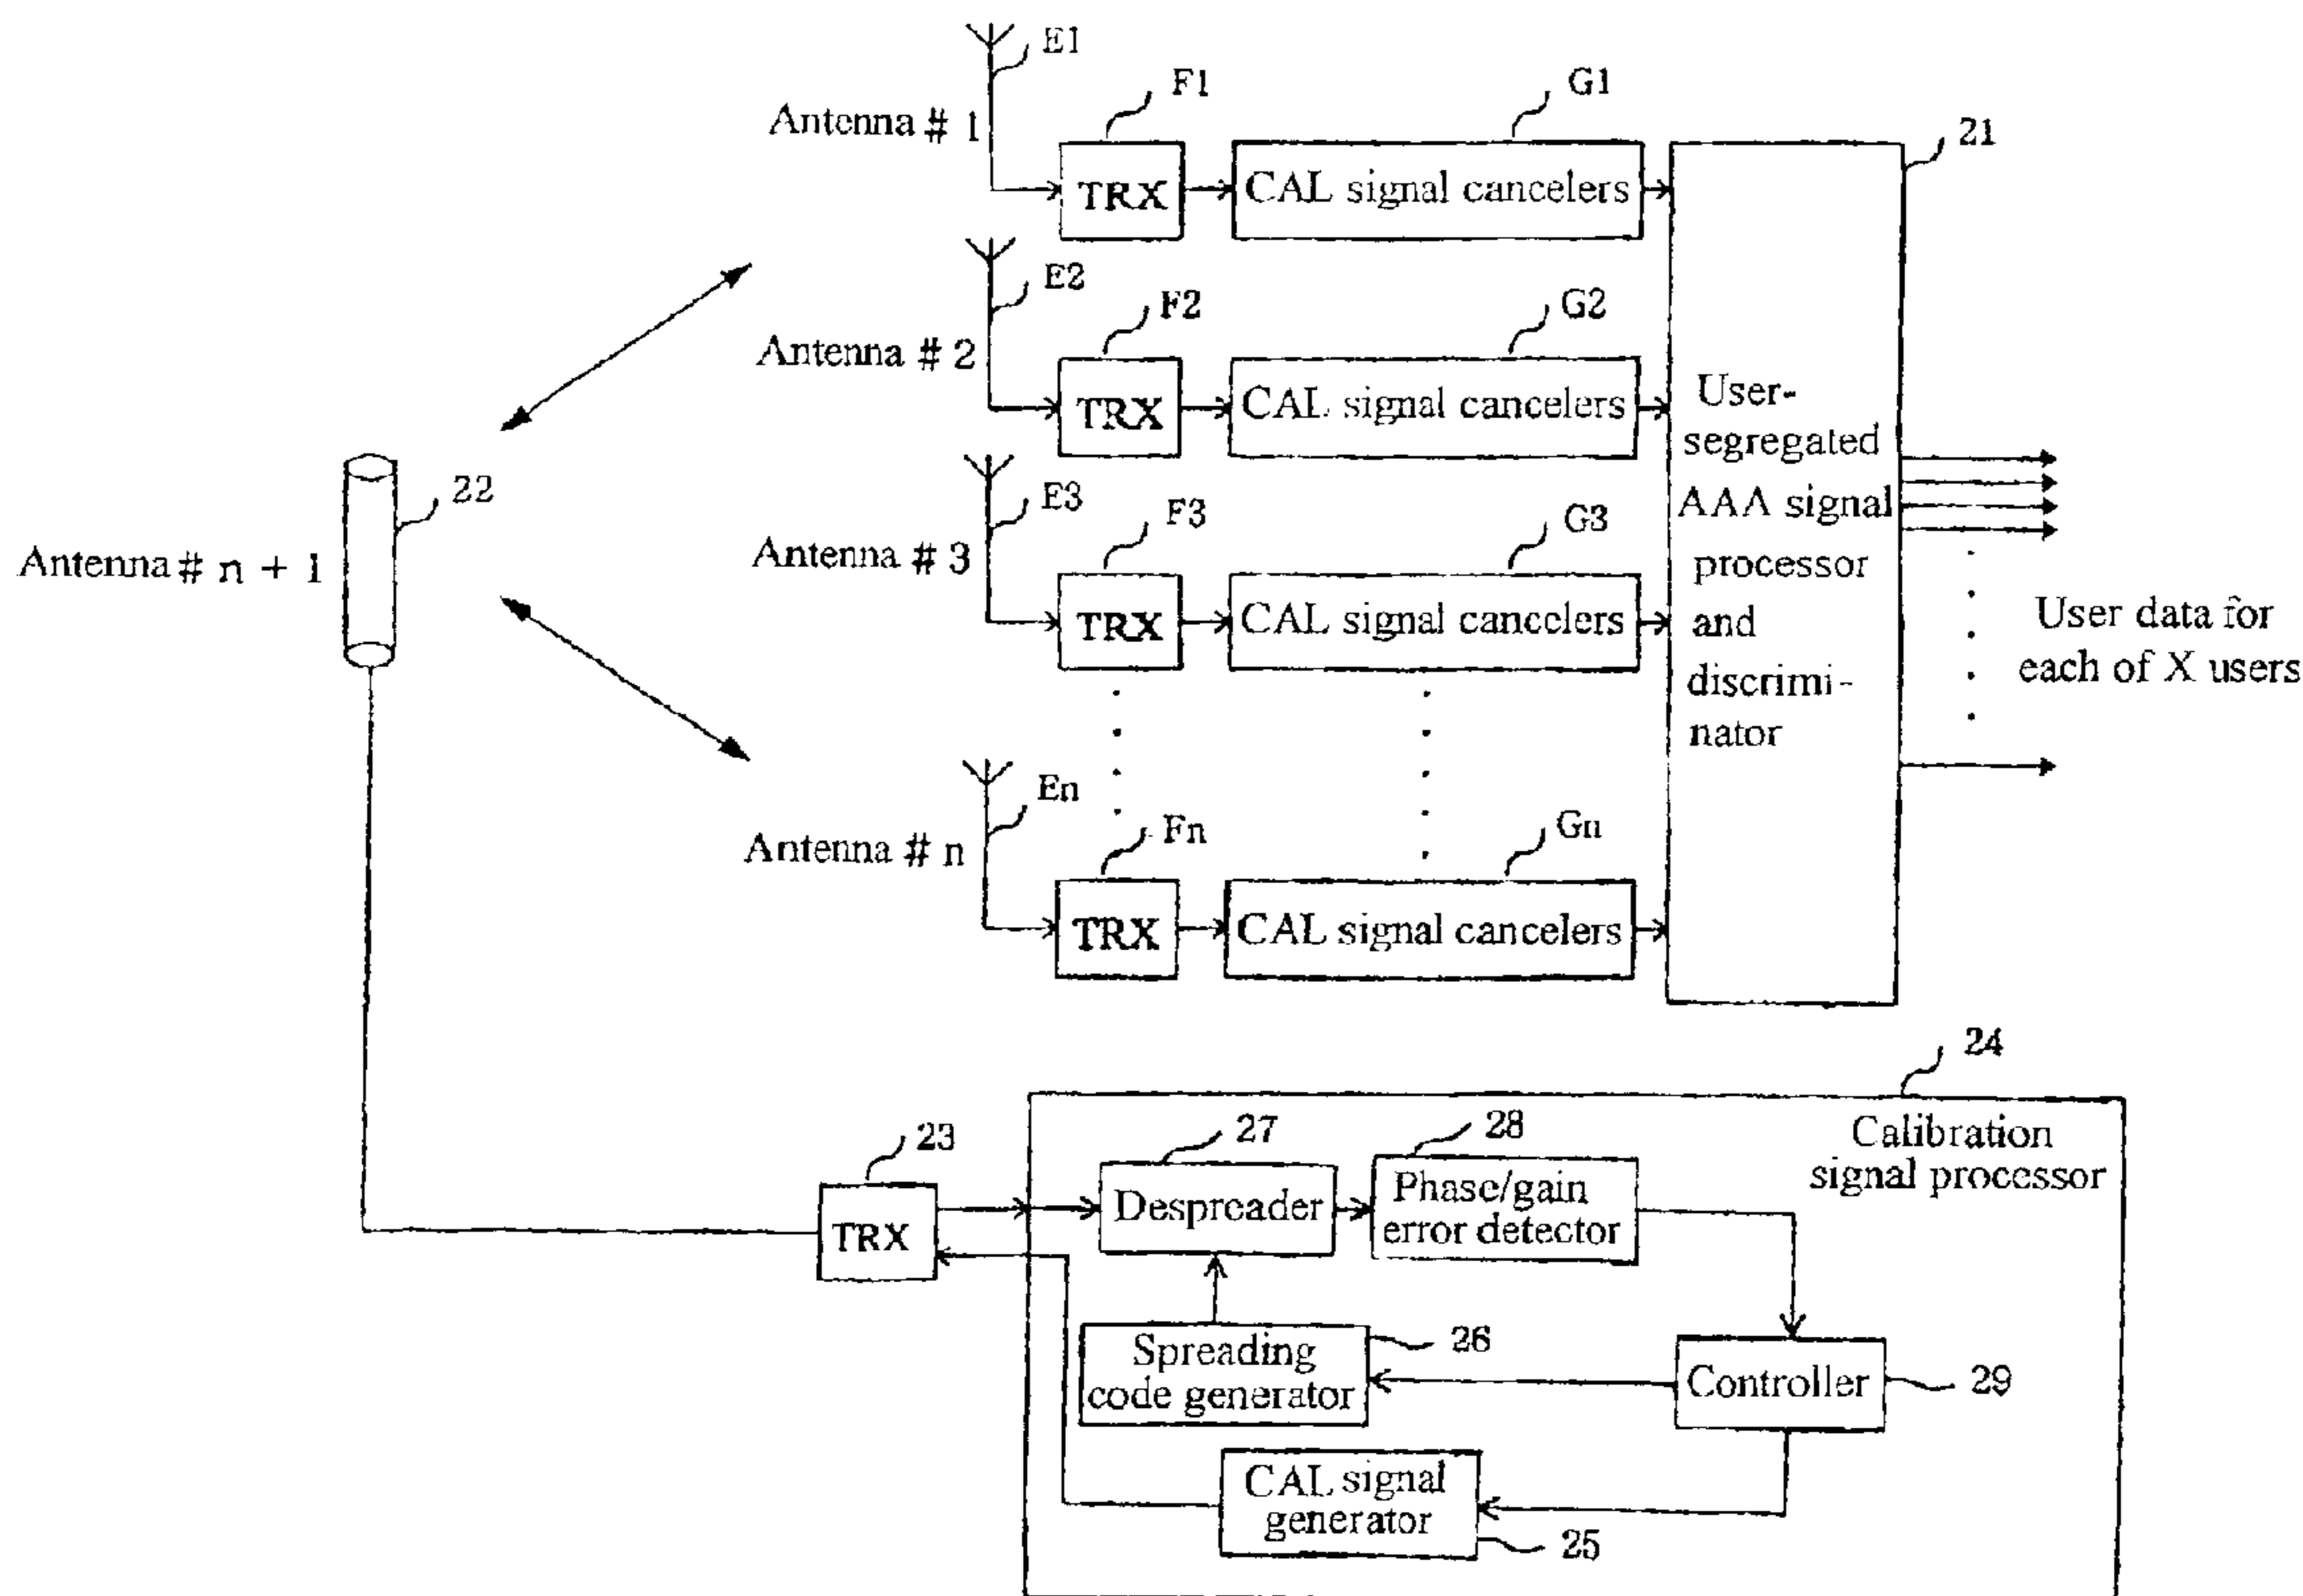 E1
Antenna # 1
F1
G1
21
TRX
CAL signal cancelers
E2
Antenna # 2
F2
G2
TRX
CAL signal cancelers
E3
Antenna # 3
F3
G3
TRX
CAL signal cancelers
En
Antenna # n
Fn
Gn
TRX
CAL signal cancelers
User-
segregated
AAA signal
processor
and
discrimi-
nator
User data for
each of X users
22
Antenna # n + 1
24
Calibration
signal processor
23
TRX
27
Despreader
28
Phase/gain
error detector
26
Spreading
code generator
Controller
29
CAL signal
generator
25